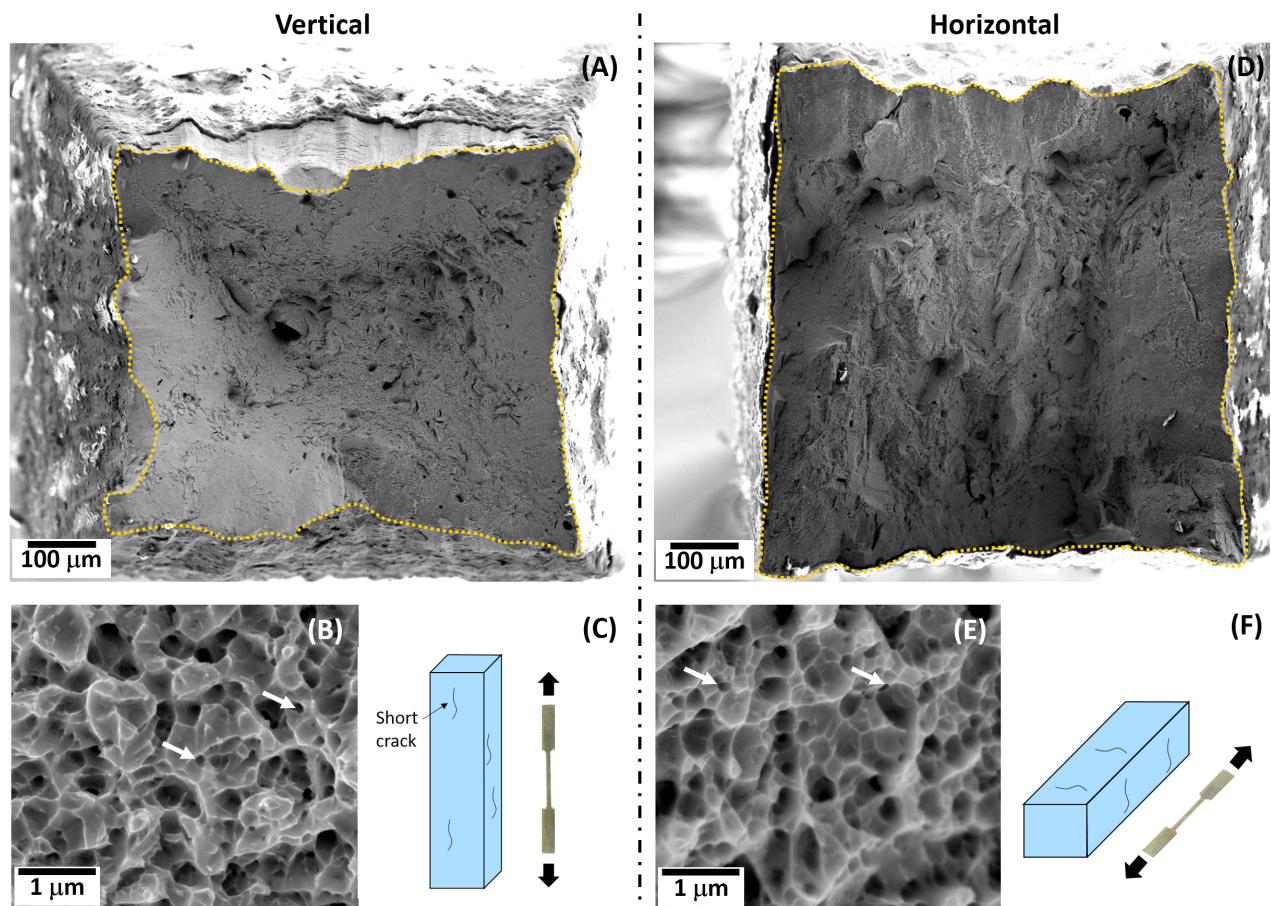 Vertical
Horizontal
(A)
(D)
100 μm
100 μm
(B)
(C)
Short
crack
1 μm
(E)
(F)
1 μm